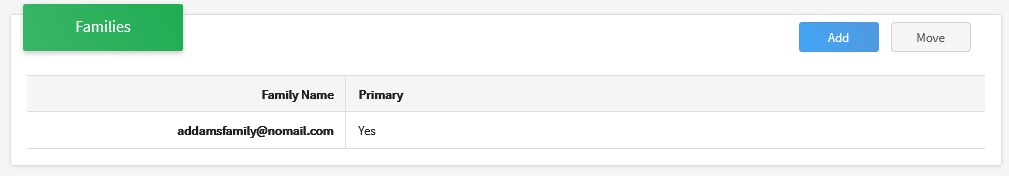 Families
Add Move
Family Name Primary
addamsfamily@nomail.com Yes